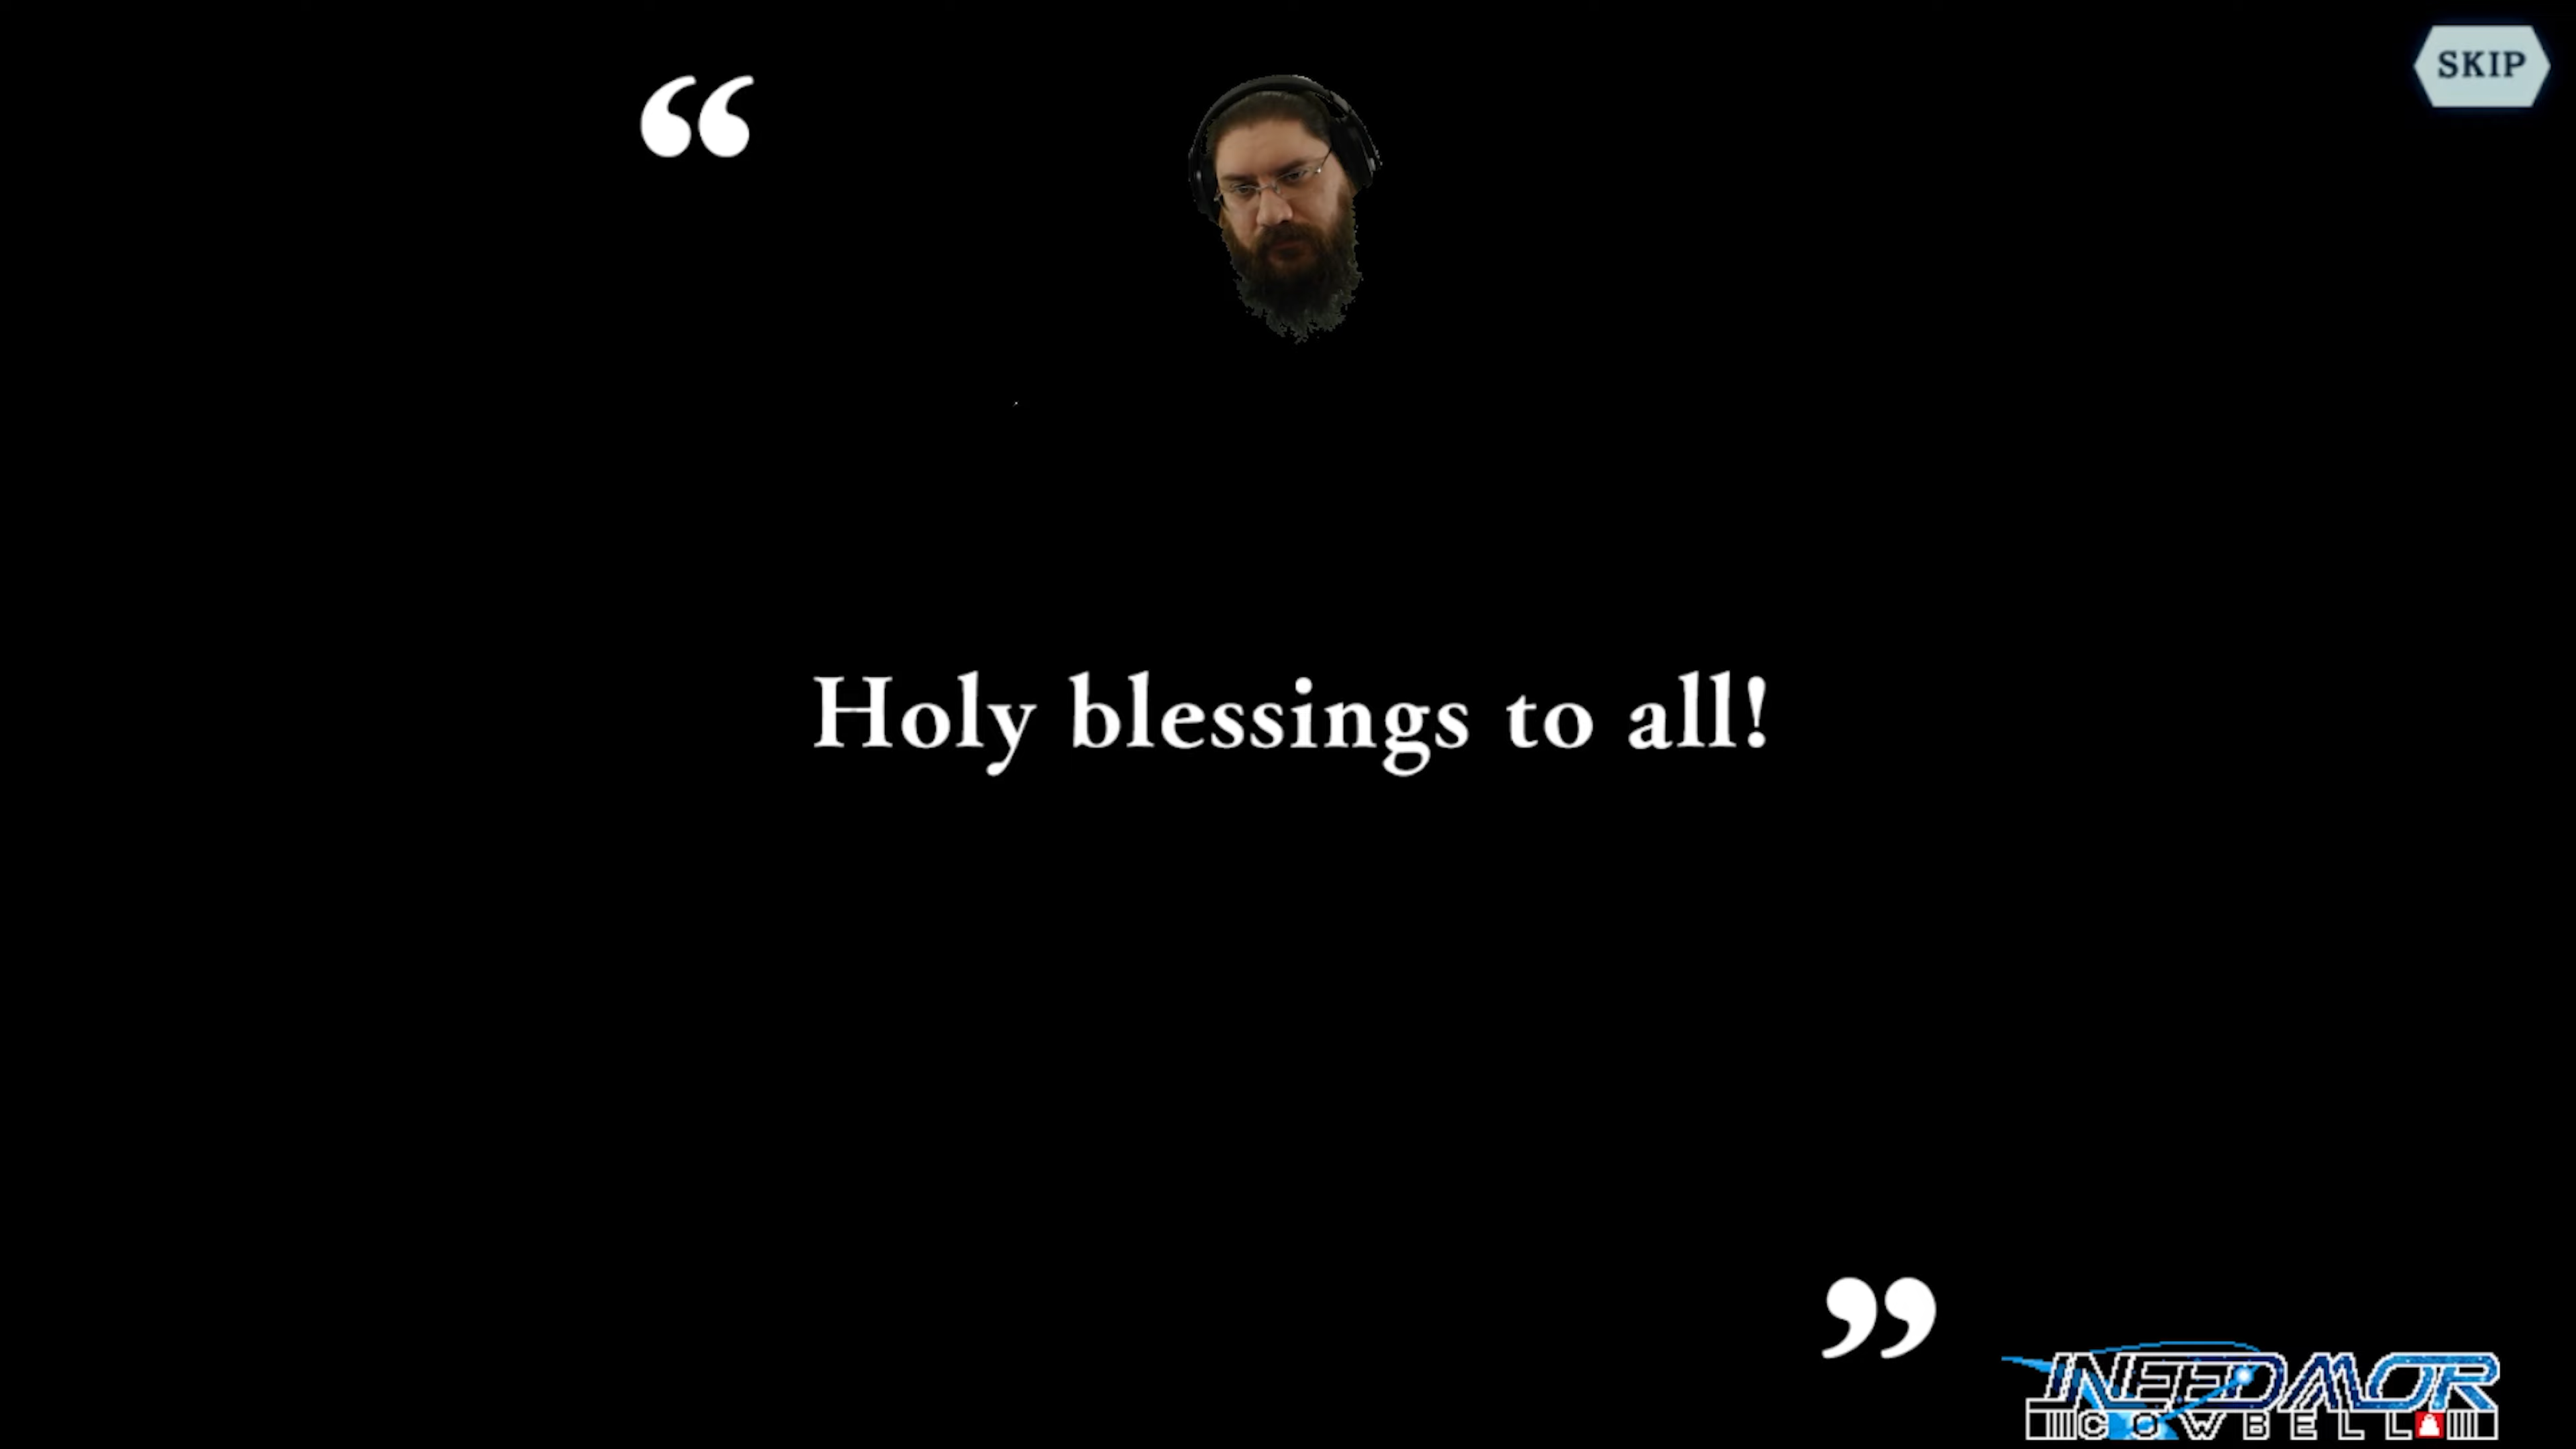 SKIP
“
Holy blessings to all!
”
INEEDMOR
COWBELL